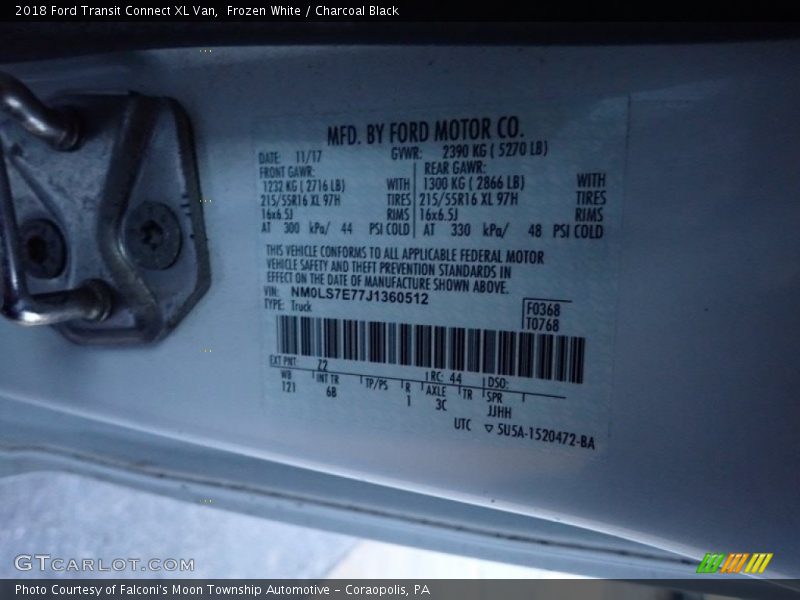 2018 Ford Transit Connect XL Van,  Frozen White / Charcoal Black
MFD. BY FORD MOTOR CO.
DATE: 11/17 GVWR: 2390 KG ( 5270 LB)
FRONT GAWR: REAR GAWR:
1232 KG ( 2716 LB) WITH 1300 KG ( 2866 LB) WITH
215/55R16 XL 97H TIRES 215/55R16 XL 97H TIRES
16x6.5J RIMS 16x6.5J RIMS
AT 300 kPa/ 44 PSI COLD AT 330 kPa/ 48 PSI COLD
THIS VEHICLE CONFORMS TO ALL APPLICABLE FEDERAL MOTOR
VEHICLE SAFETY AND THEFT PREVENTION STANDARDS IN
EFFECT ON THE DATE OF MANUFACTURE SHOWN ABOVE.
VIN: NM0LS7E77J1360512
TYPE: Truck
F0368
T0768
EXT PNT: Z2 RC: 44 DSO:
WB INT TR TP/PS R AXLE TR SPR
121 6B 1 3C JJHH
UTC ▽ 5U5A-1520472-BA
GTCARLOT.COM
Photo Courtesy of Falconi's Moon Township Automotive – Coraopolis, PA